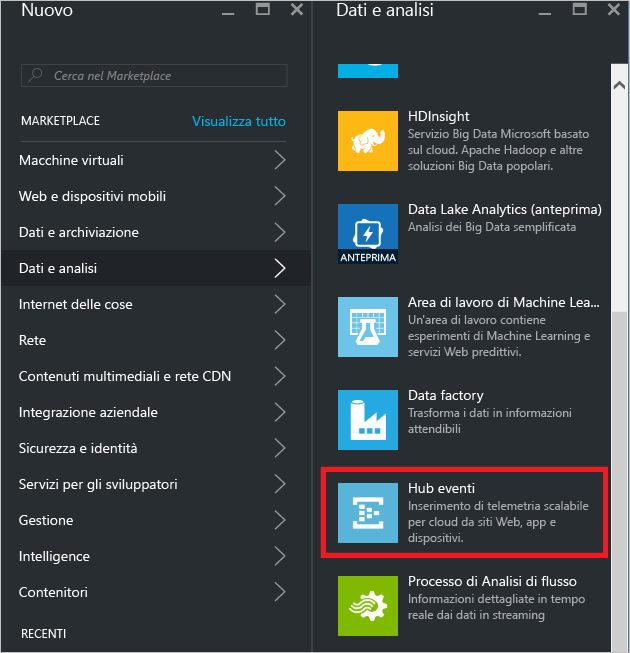 Nuovo
Cerca nel Marketplace
MARKETPLACE
Visualizza tutto
Macchine virtuali
Web e dispositivi mobili
Dati e archiviazione
Dati e analisi
Internet delle cose
Rete
Contenuti multimediali e rete CDN
Integrazione aziendale
Sicurezza e identità
Servizi per gli sviluppatori
Gestione
Intelligence
Contenitori
RECENTI
Dati e analisi
HDInsight
Servizio Big Data Microsoft basato
sul cloud. Apache Hadoop e altre
soluzioni Big Data popolari.
Data Lake Analytics (anteprima)
Analisi dei Big Data semplificata
ANTEPRIMA
Area di lavoro di Machine Lea...
Un'area di lavoro contiene
esperimenti di Machine Learning e
servizi Web predittivi.
Data factory
Trasforma i dati in informazioni
attendibili
Hub eventi
Inserimento di telemetria scalabile
per cloud da siti Web, app e
dispositivi.
Processo di Analisi di flusso
Informazioni dettagliate in tempo
reale dai dati in streaming